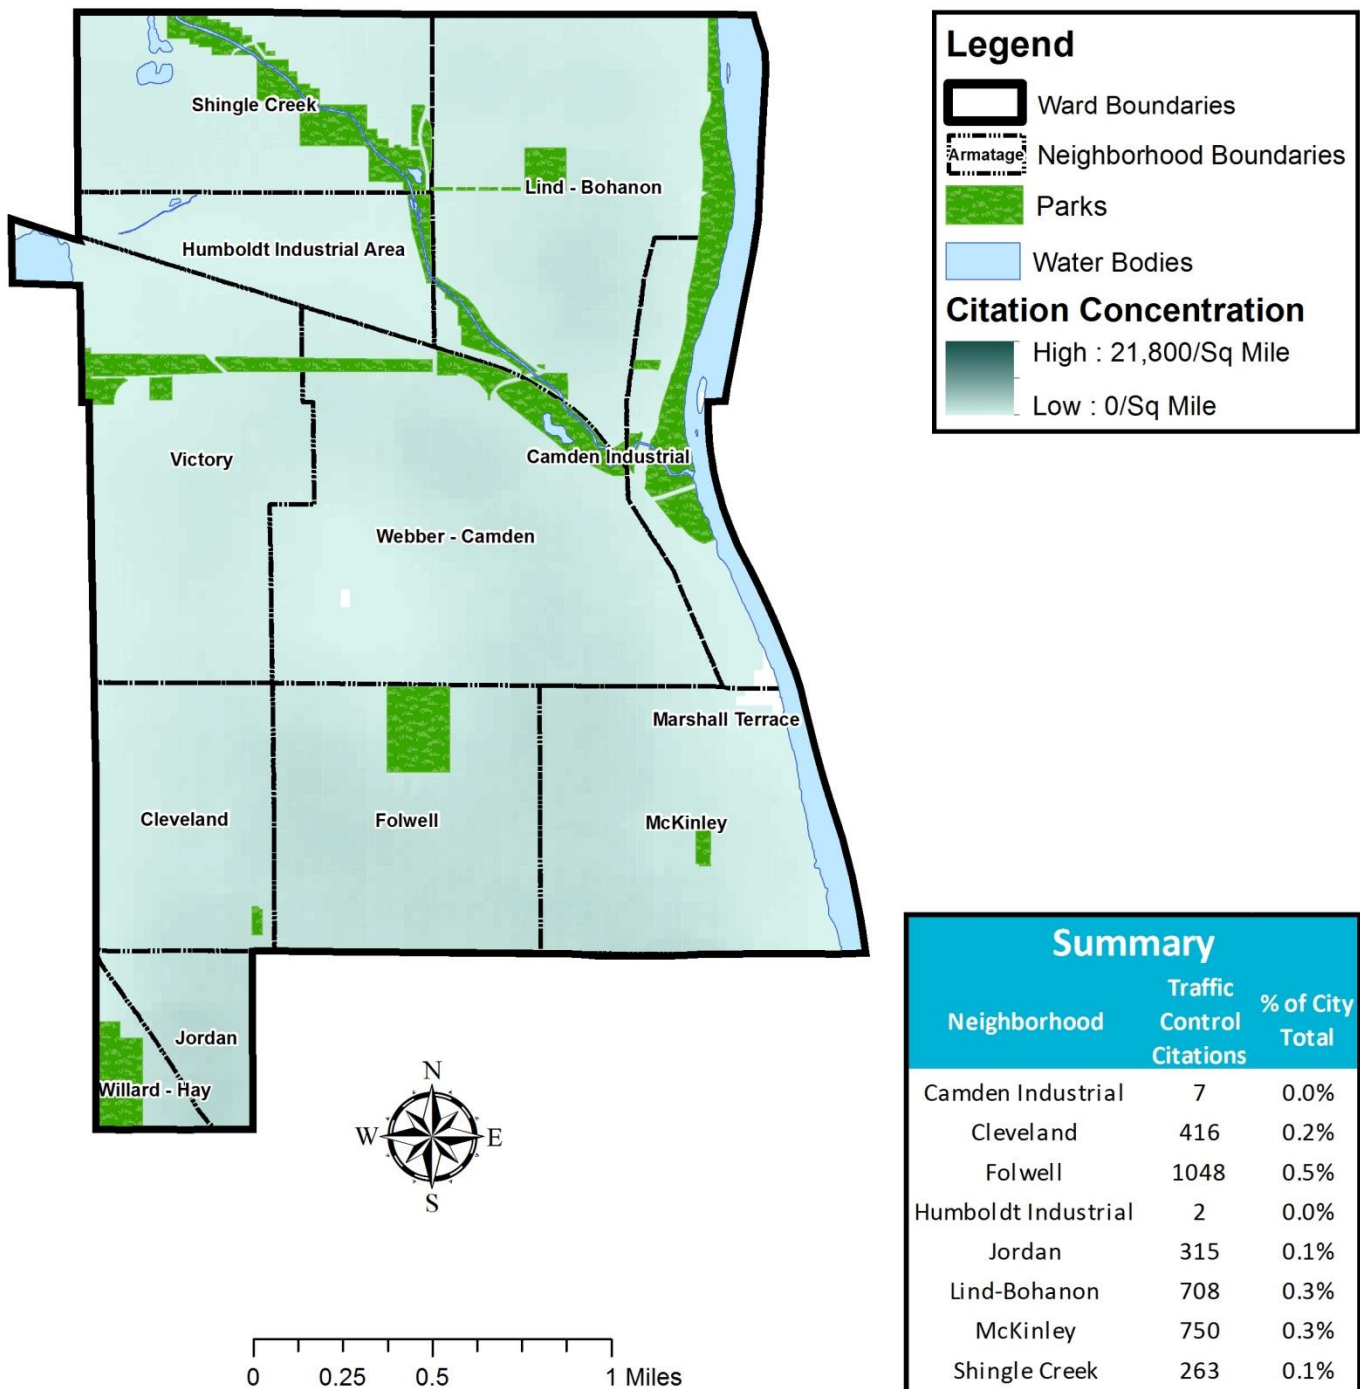 Shingle Creek
Lind - Bohanon
Humboldt Industrial Area
Victory
Camden Industrial
Webber - Camden
Marshall Terrace
Cleveland
Folwell
McKinley
Jordan
Willard - Hay
N
W
E
S
0
0.25
0.5
1 Miles
Legend
Ward Boundaries
Armatage
Neighborhood Boundaries
Parks
Water Bodies
Citation Concentration
High : 21,800/Sq Mile
Low : 0/Sq Mile
Summary
Neighborhood Traffic Control Citations % of City Total
Camden Industrial 7 0.0%
Cleveland 416 0.2%
Folwell 1048 0.5%
Humboldt Industrial 2 0.0%
Jordan 315 0.1%
Lind-Bohanon 708 0.3%
McKinley 750 0.3%
Shingle Creek 263 0.1%